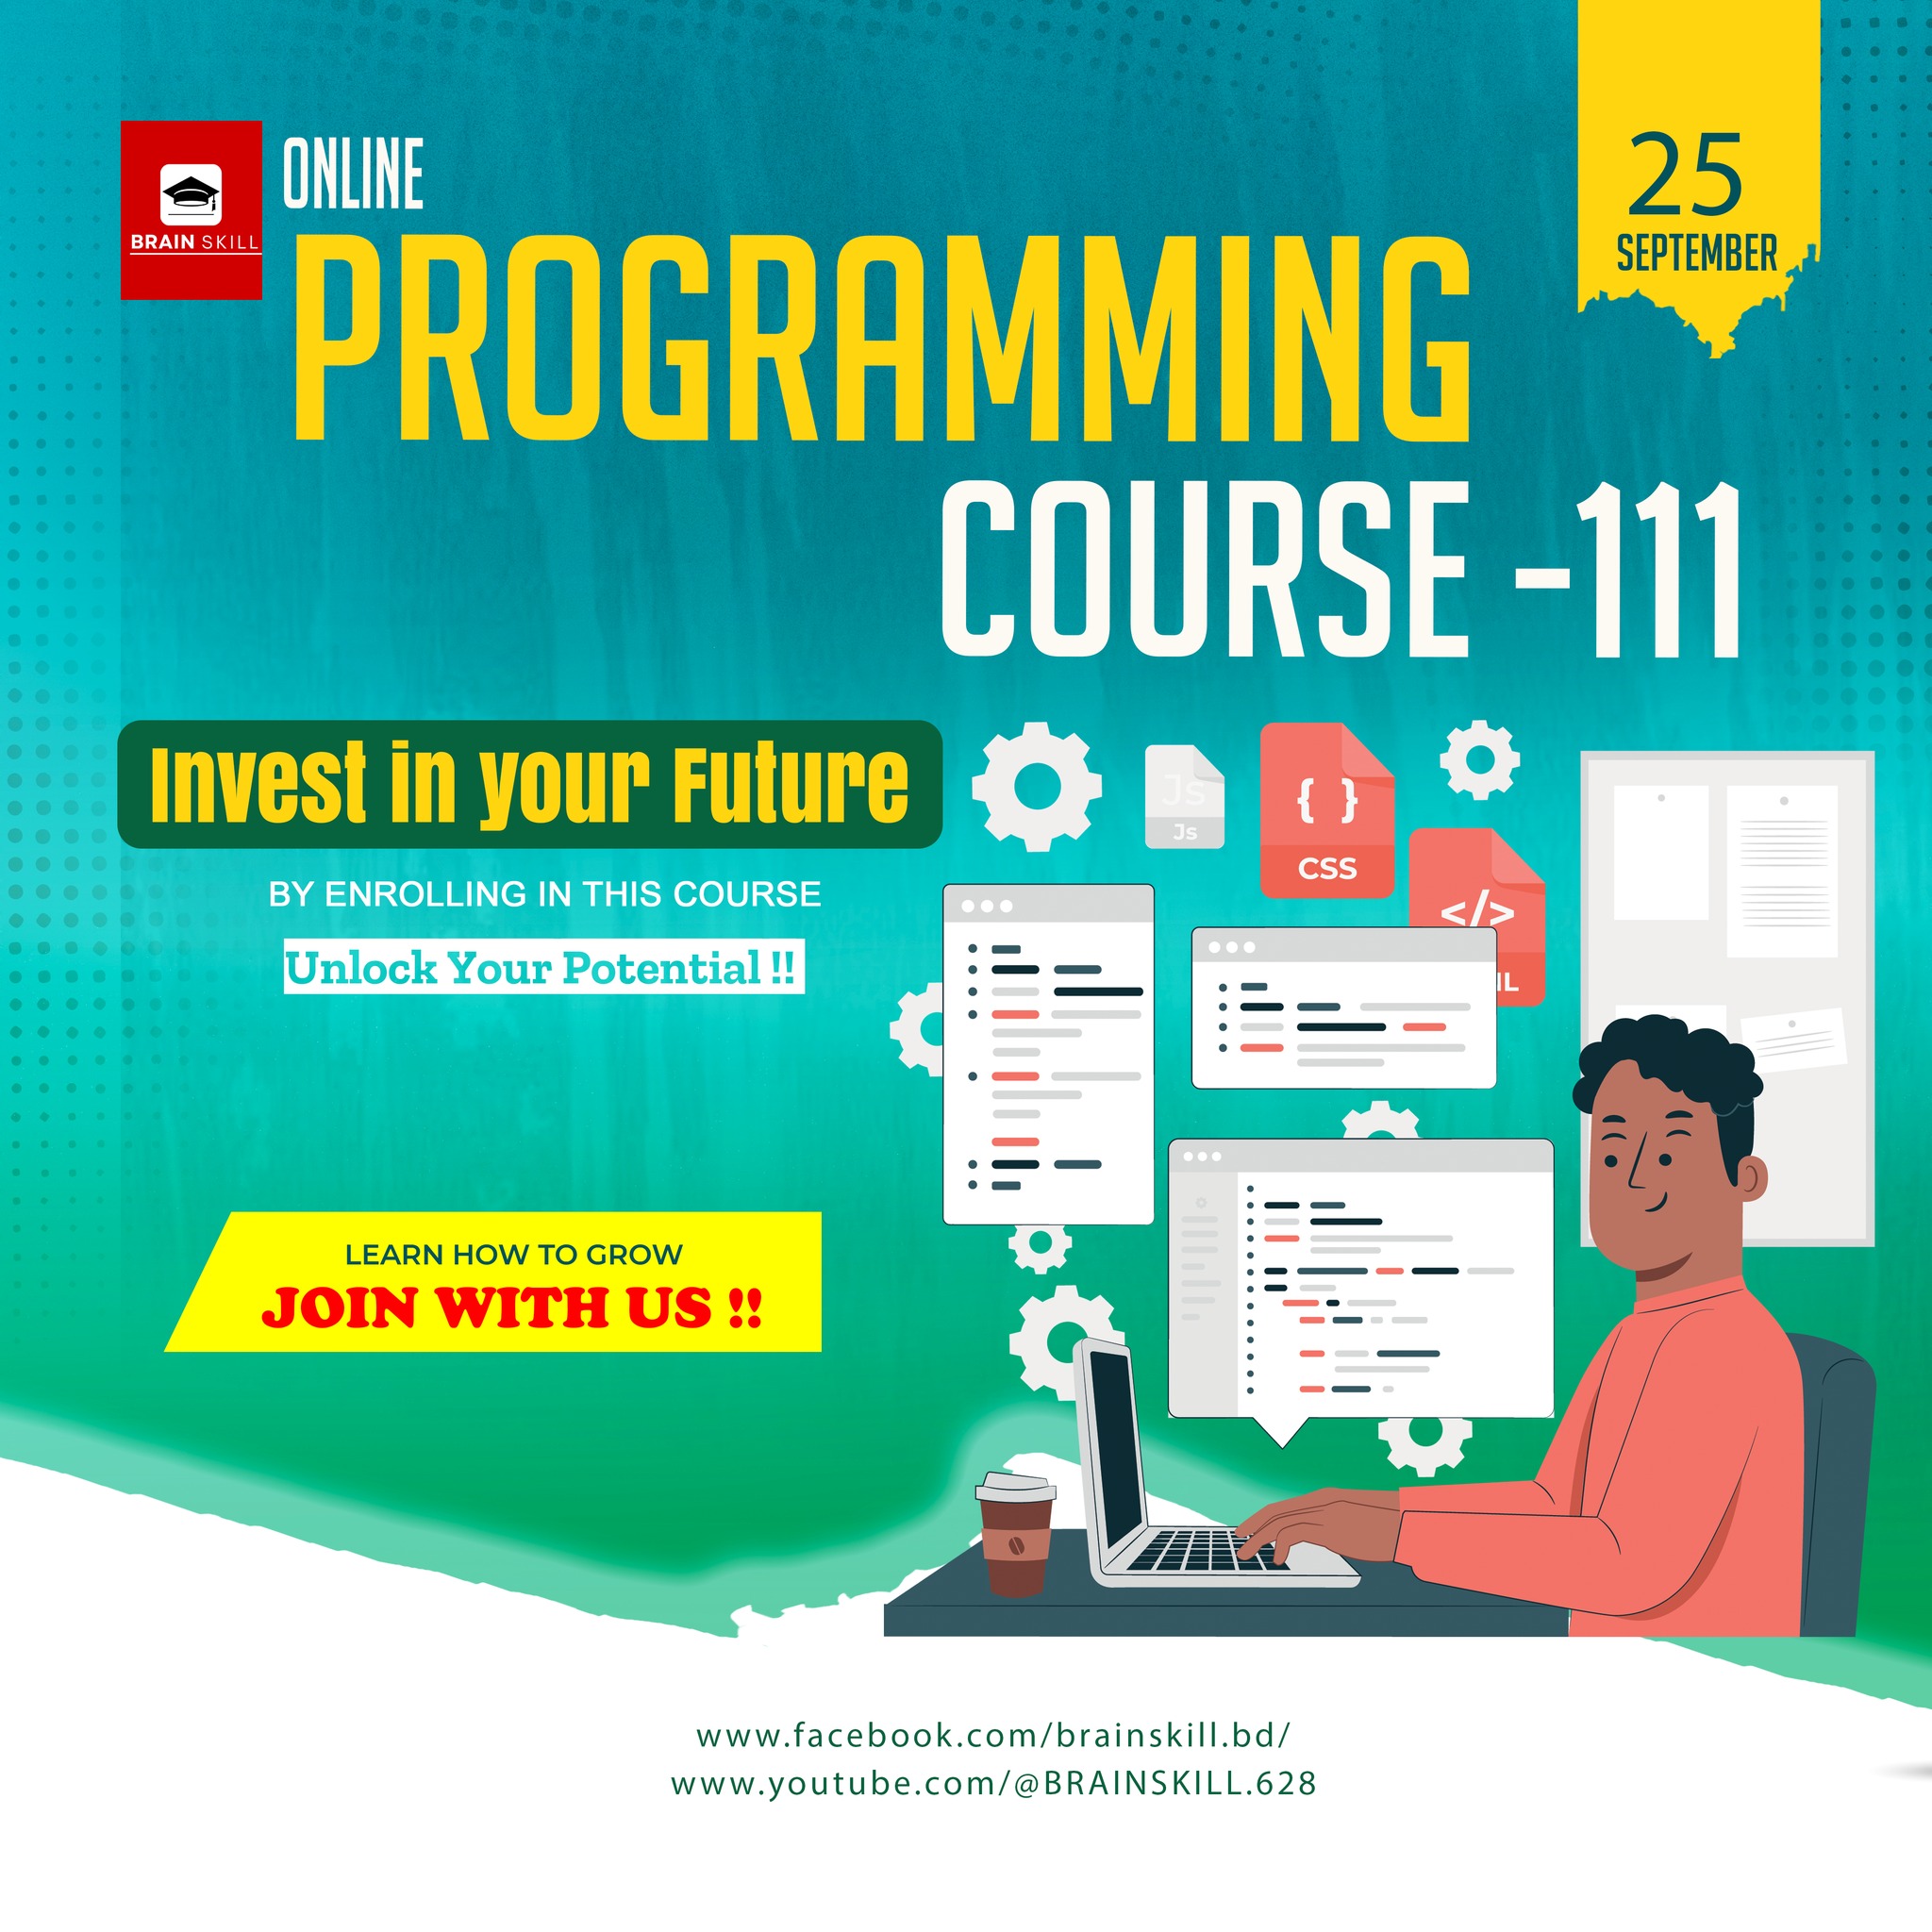 BRAIN SKILL
ONLINE
PROGRAMMING
COURSE -111
25
SEPTEMBER
Invest in your Future
BY ENROLLING IN THIS COURSE
Unlock Your Potential !!
LEARN HOW TO GROW
JOIN WITH US !!
Js
Js
{ }
CSS
</>
IL
www.facebook.com/brainskill.bd/
www.youtube.com/@BRAINSKILL.628